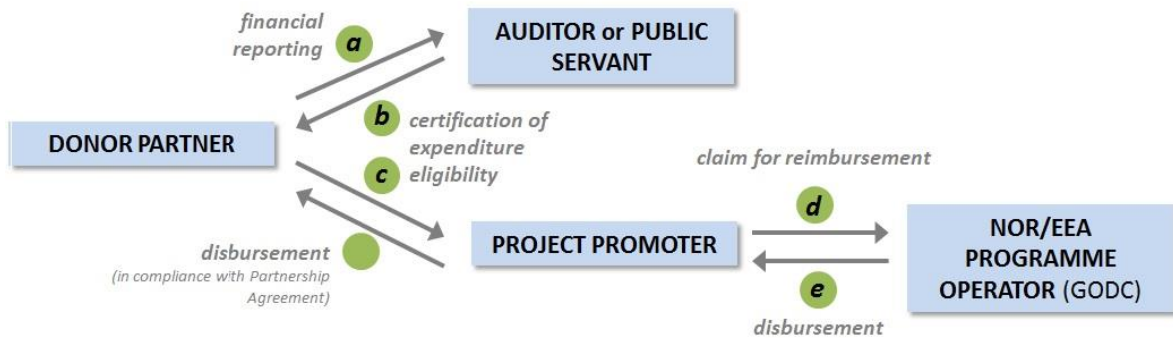 financial
reporting
a
AUDITOR or PUBLIC
SERVANT
b
certification of
expenditure
eligibility
DONOR PARTNER
c
claim for reimbursement
d
disbursement
(in compliance with Partnership
Agreement)
PROJECT PROMOTER
NOR/EEA
PROGRAMME
OPERATOR (GODC)
e
disbursement